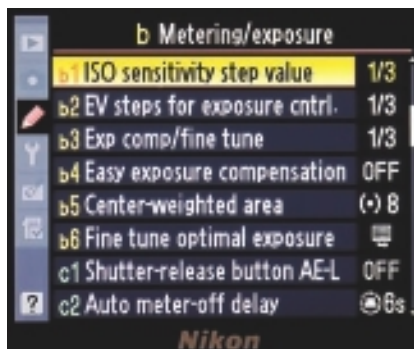 b Metering/exposure
b1 ISO sensitivity step value 1/3
b2 EV steps for exposure cntrl. 1/3
b3 Exp comp/fine tune 1/3
b4 Easy exposure compensation OFF
b5 Center-weighted area (•) 8
b6 Fine tune optimal exposure
c1 Shutter-release button AE-L OFF
c2 Auto meter-off delay 6s
?
Nikon